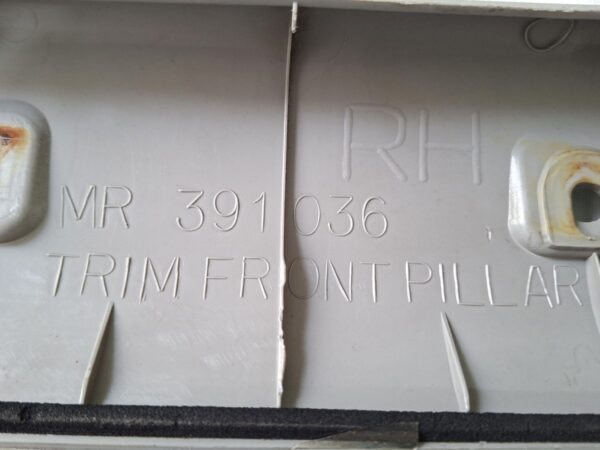 RH
MR 391036
TRIM FRONT PILLAR